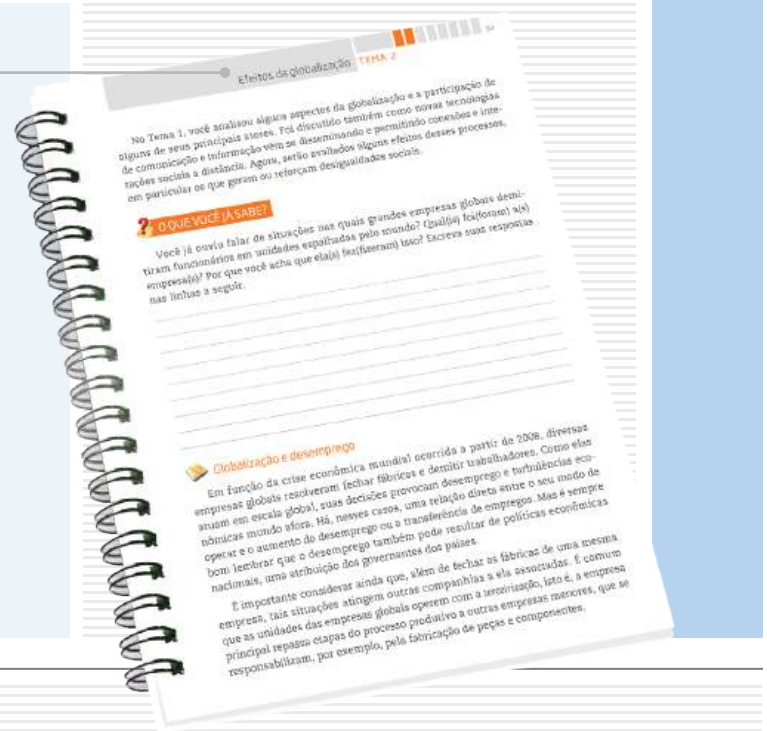 Efeitos da globalização TEMA 2
No Tema 1, você analisou alguns aspectos da globalização e a participação de
alguns de seus principais atores. Foi discutido também como novas tecnologias
de comunicação e informação vêm se disseminando e permitindo conexões e inte-
rações sociais a distância. Agora, serão avaliados alguns efeitos desses processos,
em particular os que geram ou reforçam desigualdades sociais.
O QUE VOCÊ JÁ SABE?
Você já ouviu falar de situações nas quais grandes empresas globais demi-
tiram funcionários em unidades espalhadas pelo mundo? Qual(is) foi(foram) a(s)
empresa(s)? Por que você acha que ela(s) fez(fizeram) isso? Escreva suas respostas
nas linhas a seguir.
Globalização e desemprego
Em função da crise econômica mundial ocorrida a partir de 2008, diversas
empresas globais resolveram fechar fábricas e demitir trabalhadores. Como elas
atuam em escala global, suas decisões provocam desemprego e turbulências eco-
nômicas mundo afora. Há, nesses casos, uma relação direta entre o seu modo de
operar e o aumento do desemprego ou a transferência de empregos. Mas é sempre
bom lembrar que o desemprego também pode resultar de políticas econômicas
nacionais, uma atribuição dos governantes dos países.
É importante considerar ainda que, além de fechar as fábricas de uma mesma
empresa, tais situações atingem outras companhias a ela associadas. É comum
que as unidades das empresas globais operem com a terceirização, isto é, a empresa
principal repassa etapas do processo produtivo a outras empresas menores, que se
responsabilizam, por exemplo, pela fabricação de peças e componentes.